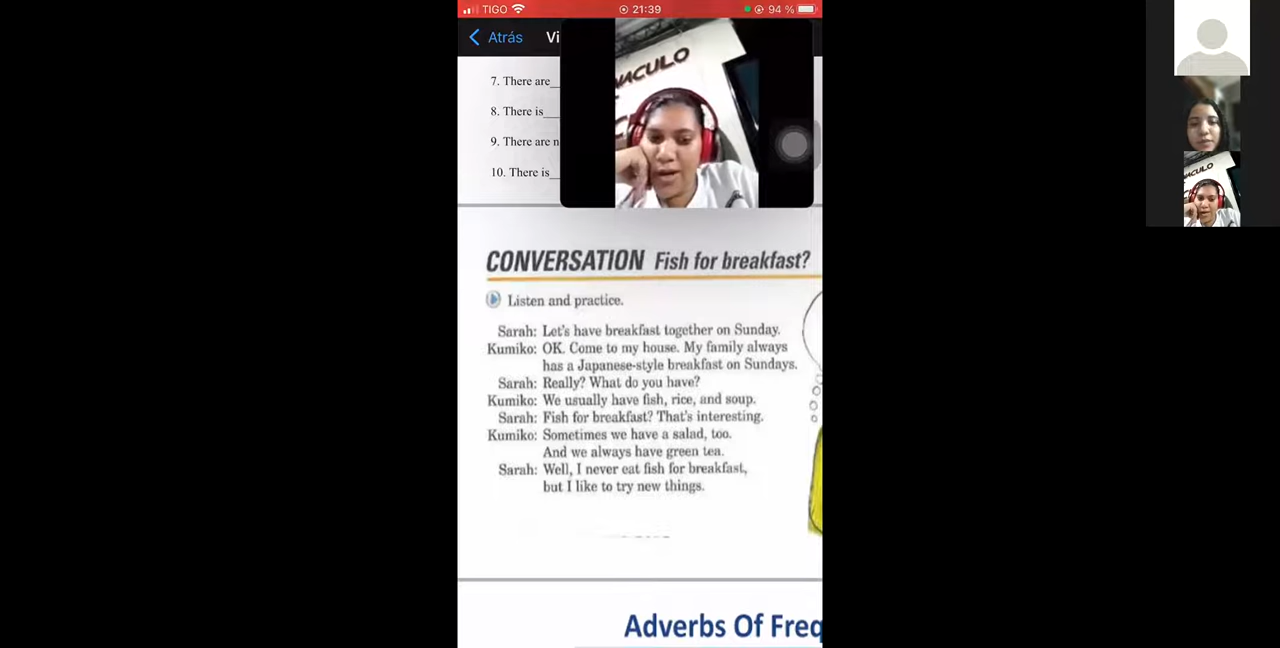 TIGO 21:39 94 %
Atrás
7. There are
8. There is
9. There are
10. There is
CONVERSATION Fish for breakfast?
Listen and practice.
Sarah: Let's have breakfast together on Sunday.
Kumiko: OK. Come to my house. My family always
has a Japanese-style breakfast on Sundays.
Sarah: Really? What do you have?
Kumiko: We usually have fish, rice, and soup.
Sarah: Fish for breakfast? That's interesting.
Kumiko: Sometimes we have a salad, too.
And we always have green tea.
Sarah: Well, I never eat fish for breakfast,
but I like to try new things.
Adverbs Of